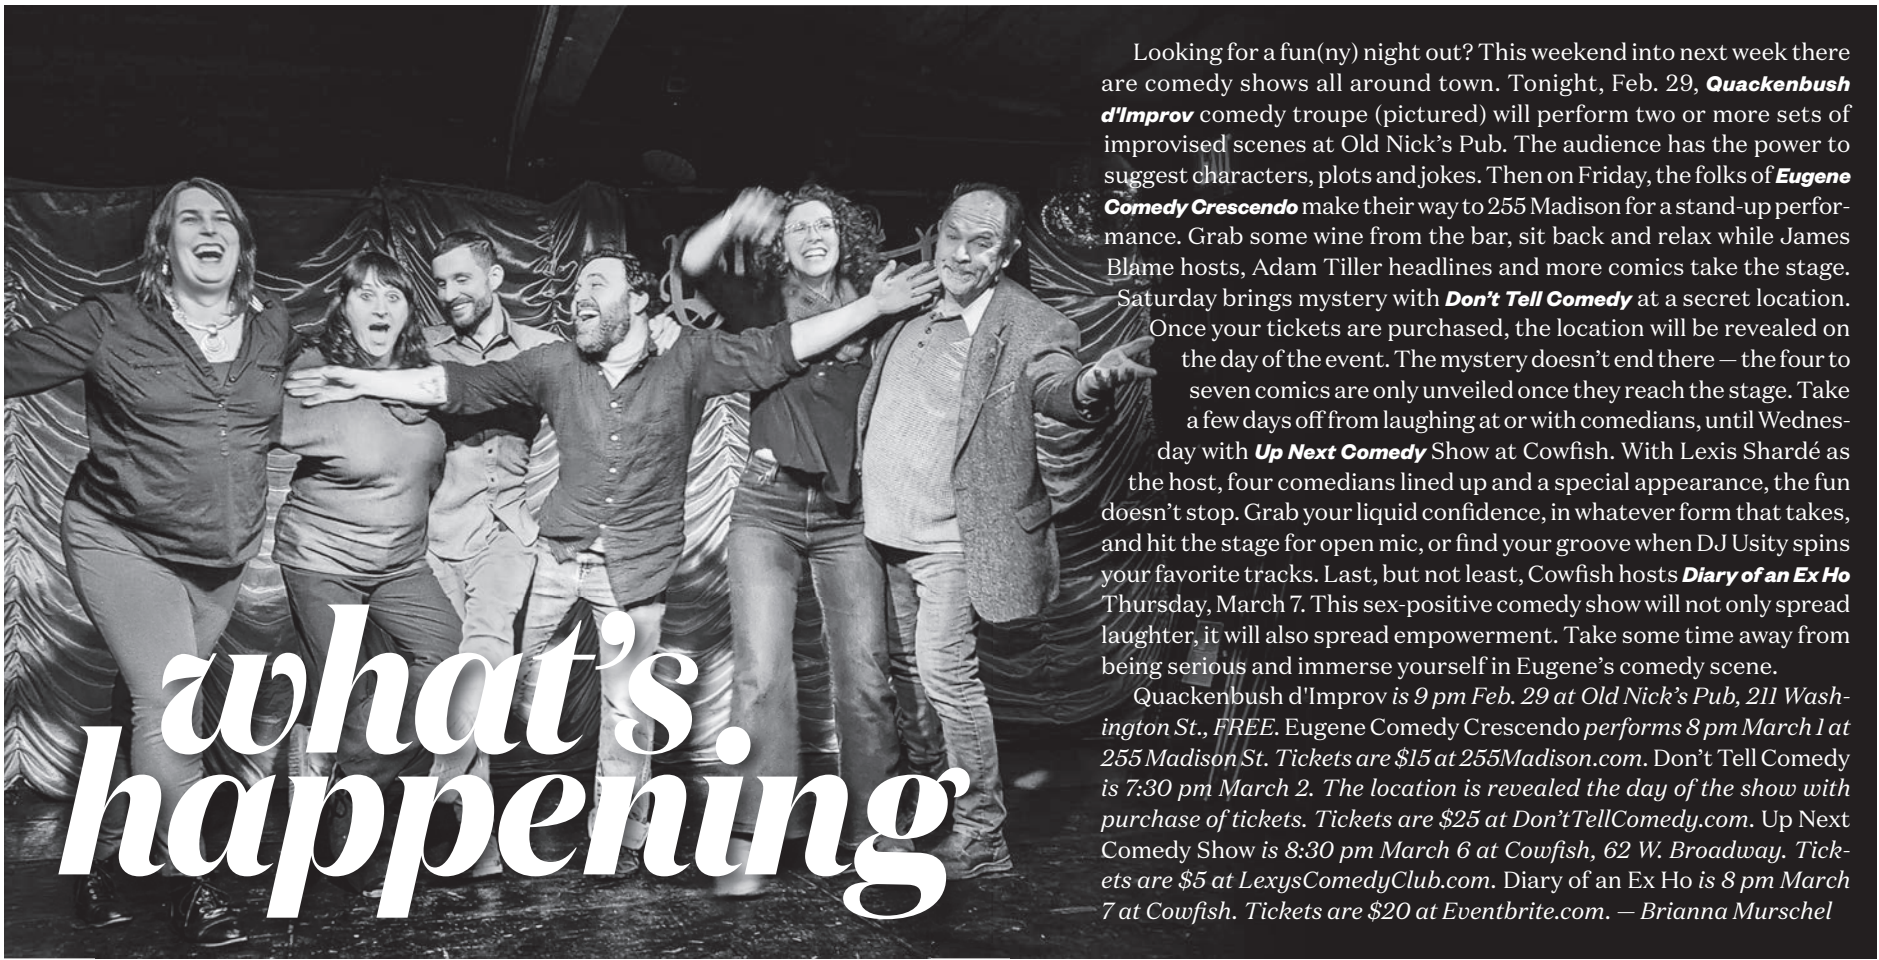 what's
happening
Looking for a fun(ny) night out? This weekend into next week there
are comedy shows all around town. Tonight, Feb. 29, Quackenbush
d'Improv comedy troupe (pictured) will perform two or more sets of
improvised scenes at Old Nick’s Pub. The audience has the power to
suggest characters, plots and jokes. Then on Friday, the folks of Eugene
Comedy Crescendo make their way to 255 Madison for a stand-up perfor-
mance. Grab some wine from the bar, sit back and relax while James
Blame hosts, Adam Tiller headlines and more comics take the stage.
Saturday brings mystery with Don’t Tell Comedy at a secret location.
Once your tickets are purchased, the location will be revealed on
the day of the event. The mystery doesn’t end there — the four to
seven comics are only unveiled once they reach the stage. Take
a few days off from laughing at or with comedians, until Wednes-
day with Up Next Comedy Show at Cowfish. With Lexis Shardé as
the host, four comedians lined up and a special appearance, the fun
doesn’t stop. Grab your liquid confidence, in whatever form that takes,
and hit the stage for open mic, or find your groove when DJ Usity spins
your favorite tracks. Last, but not least, Cowfish hosts Diary of an Ex Ho
Thursday, March 7. This sex-positive comedy show will not only spread
laughter, it will also spread empowerment. Take some time away from
being serious and immerse yourself in Eugene’s comedy scene.
Quackenbush d'Improv is 9 pm Feb. 29 at Old Nick’s Pub, 211 Wash-
ington St., FREE. Eugene Comedy Crescendo performs 8 pm March 1 at
255 Madison St. Tickets are $15 at 255Madison.com. Don’t Tell Comedy
is 7:30 pm March 2. The location is revealed the day of the show with
purchase of tickets. Tickets are $25 at Don’tTellComedy.com. Up Next
Comedy Show is 8:30 pm March 6 at Cowfish, 62 W. Broadway. Tick-
ets are $5 at LexysComedyClub.com. Diary of an Ex Ho is 8 pm March
7 at Cowfish. Tickets are $20 at Eventbrite.com. — Brianna Murschel